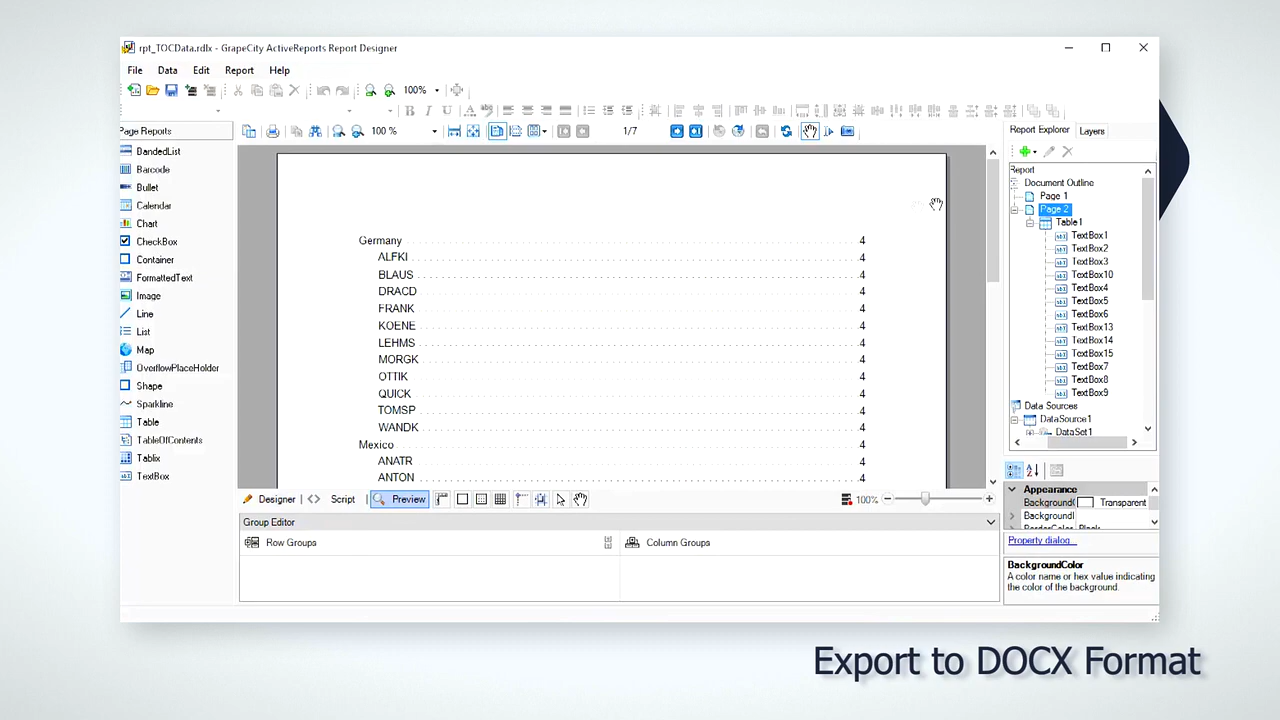 rpt_TOCData.rdlx - GrapeCity ActiveReports Report Designer
File Data Edit Report Help
100%
B I U A
Page Reports
100 %
1/7
Report Explorer Layers
BandedList
Barcode
Bullet
Calendar
Chart
CheckBox
Container
FormattedText
Image
Line
List
Map
OverflowPlaceHolder
Shape
Sparkline
Table
TableOfContents
Tablix
TextBox
Germany 4
ALFKI 4
BLAUS 4
DRACD 4
FRANK 4
KOENE 4
LEHMS 4
MORGK 4
OTTIK 4
QUICK 4
TOMSP 4
WANDK 4
Mexico 4
ANATR 4
ANTON 4
Report
Document Outline
Page 1
Page 2
Table1
TextBox1
TextBox2
TextBox3
TextBox10
TextBox4
TextBox5
TextBox6
TextBox13
TextBox14
TextBox15
TextBox7
TextBox8
TextBox9
Data Sources
DataSource1
DataSet1
Designer Script Preview
100%
Group Editor
Row Groups Column Groups
Appearance
Background( Transparent
BackgroundI
BorderColor Black
Property dialog...
BackgroundColor
A color name or hex value indicating
the color of the background.
Export to DOCX Format